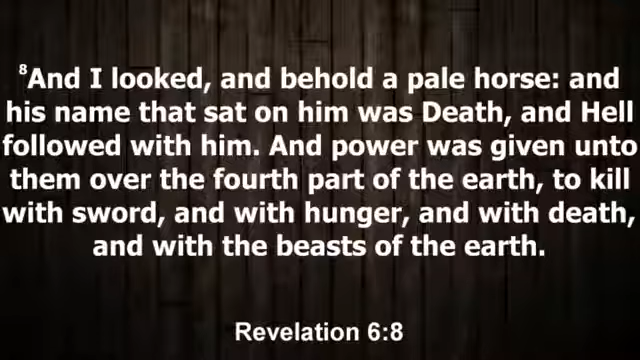 ⁸And I looked, and behold a pale horse: and
his name that sat on him was Death, and Hell
followed with him. And power was given unto
them over the fourth part of the earth, to kill
with sword, and with hunger, and with death,
and with the beasts of the earth.
Revelation 6:8